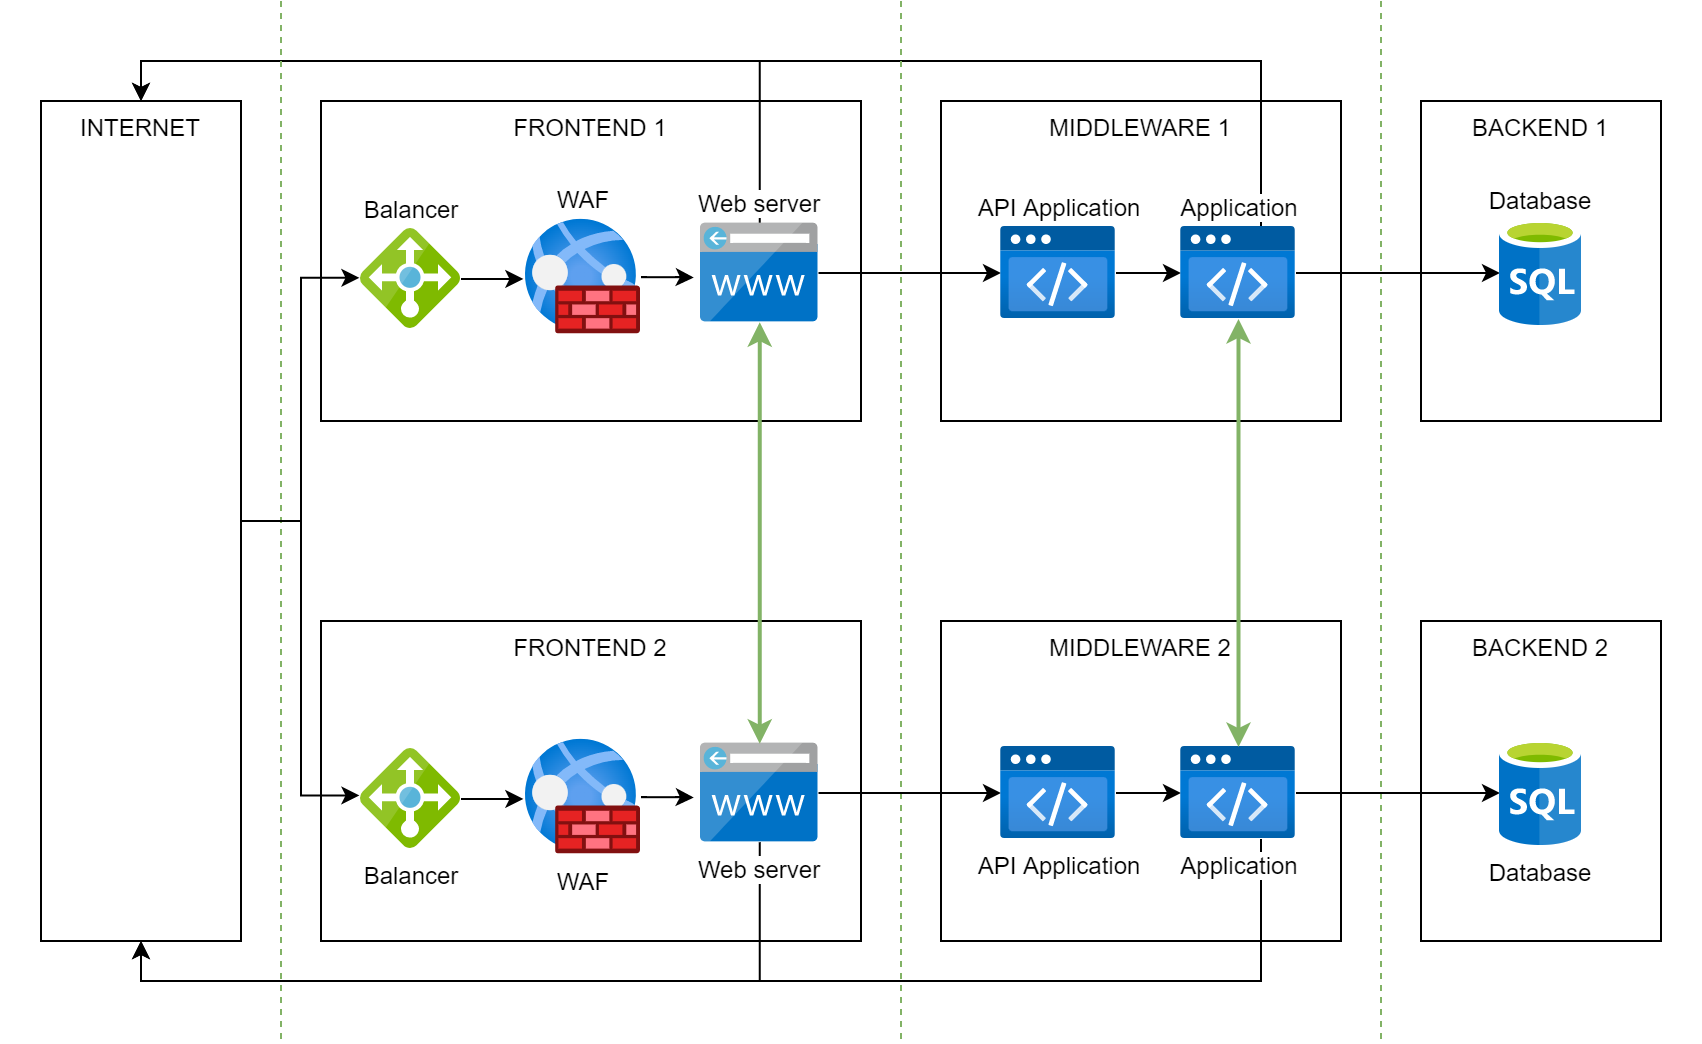 INTERNET
FRONTEND 1
MIDDLEWARE 1
BACKEND 1
Balancer
WAF
Web server
API Application
Application
Database
WWW
SQL
FRONTEND 2
MIDDLEWARE 2
BACKEND 2
WWW
SQL
Balancer
WAF
Web server
API Application
Application
Database